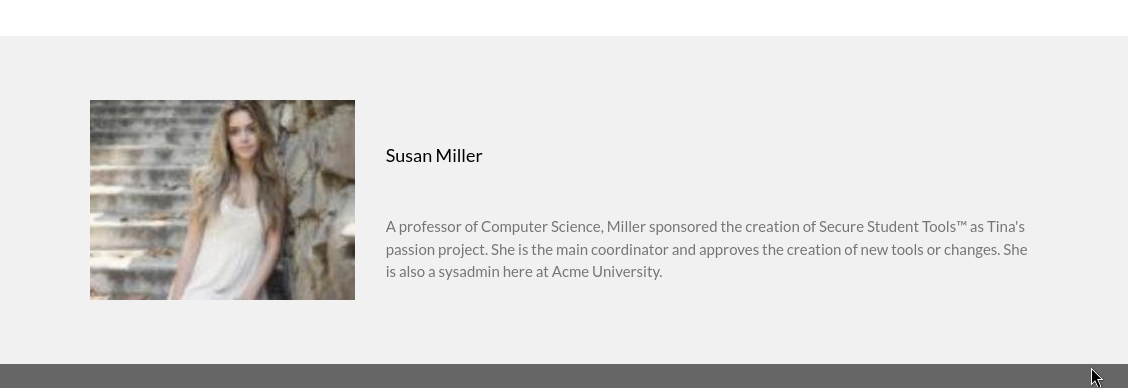 Susan Miller
A professor of Computer Science, Miller sponsored the creation of Secure Student Tools™ as Tina's
passion project. She is the main coordinator and approves the creation of new tools or changes. She
is also a sysadmin here at Acme University.